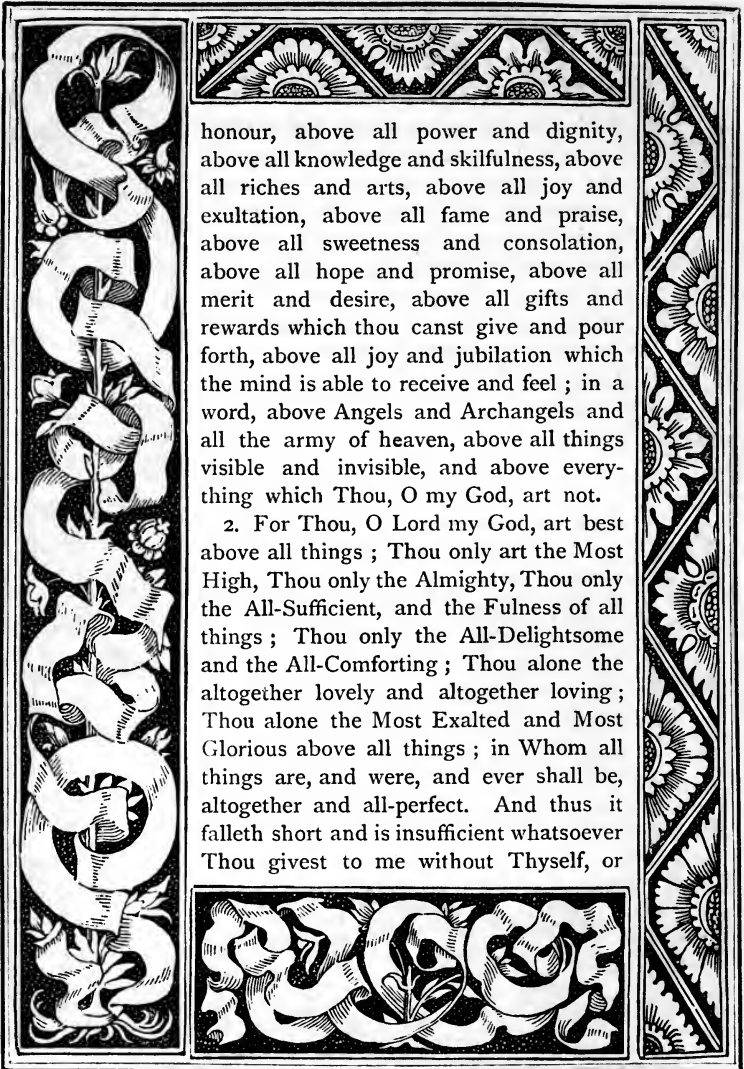 honour, above all power and dignity,
above all knowledge and skilfulness, above
all riches and arts, above all joy and
exultation, above all fame and praise,
above all sweetness and consolation,
above all hope and promise, above all
merit and desire, above all gifts and
rewards which thou canst give and pour
forth, above all joy and jubilation which
the mind is able to receive and feel ; in a
word, above Angels and Archangels and
all the army of heaven, above all things
visible and invisible, and above every-
thing which Thou, O my God, art not.
2. For Thou, O Lord my God, art best
above all things ; Thou only art the Most
High, Thou only the Almighty, Thou only
the All-Sufficient, and the Fulness of all
things ; Thou only the All-Delightsome
and the All-Comforting ; Thou alone the
altogether lovely and altogether loving ;
Thou alone the Most Exalted and Most
Glorious above all things ; in Whom all
things are, and were, and ever shall be,
altogether and all-perfect. And thus it
falleth short and is insufficient whatsoever
Thou givest to me without Thyself, or